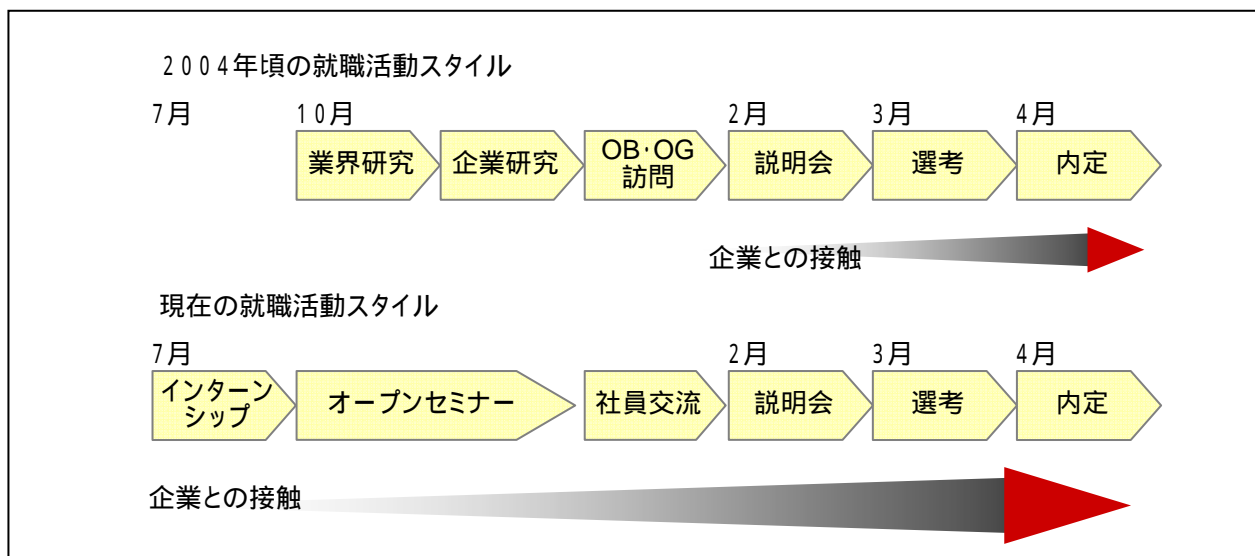 2004年頃の就職活動スタイル
7月 10月 2月 3月 4月
業界研究 企業研究 OB･OG
訪問 説明会 選考 内定
企業との接触
現在の就職活動スタイル
7月 2月 3月 4月
インターン
シップ オープンセミナー 社員交流 説明会 選考 内定
企業との接触